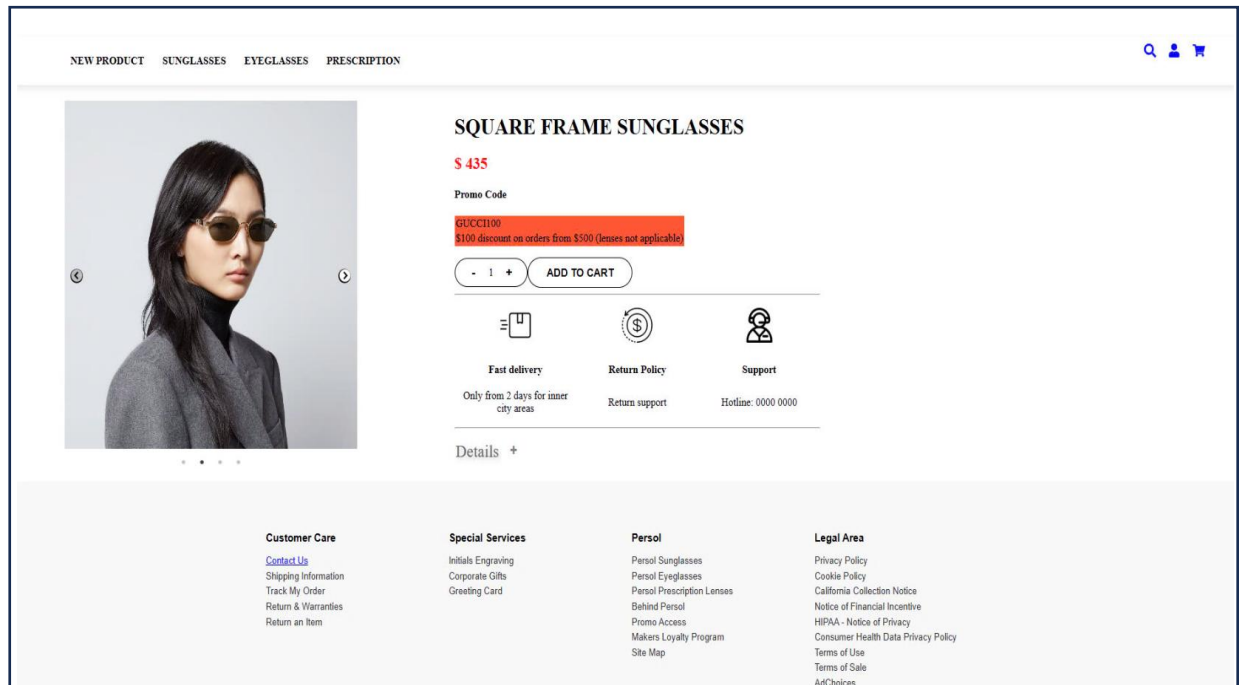 NEW PRODUCT SUNGLASSES EYEGLASSES PRESCRIPTION
SQUARE FRAME SUNGLASSES
$ 435
Promo Code
GUCCI100
$100 discount on orders from $500 (lenses not applicable)
- 1 + ADD TO CART
Fast delivery
Only from 2 days for inner
city areas
Return Policy
Return support
Support
Hotline: 0000 0000
Details +
Customer Care
Contact Us
Shipping Information
Track My Order
Return & Warranties
Return an Item
Special Services
Initials Engraving
Corporate Gifts
Greeting Card
Persol
Persol Sunglasses
Persol Eyeglasses
Persol Prescription Lenses
Behind Persol
Promo Access
Makers Loyalty Program
Site Map
Legal Area
Privacy Policy
Cookie Policy
California Collection Notice
Notice of Financial Incentive
HIPAA - Notice of Privacy
Consumer Health Data Privacy Policy
Terms of Use
Terms of Sale
AdChoices